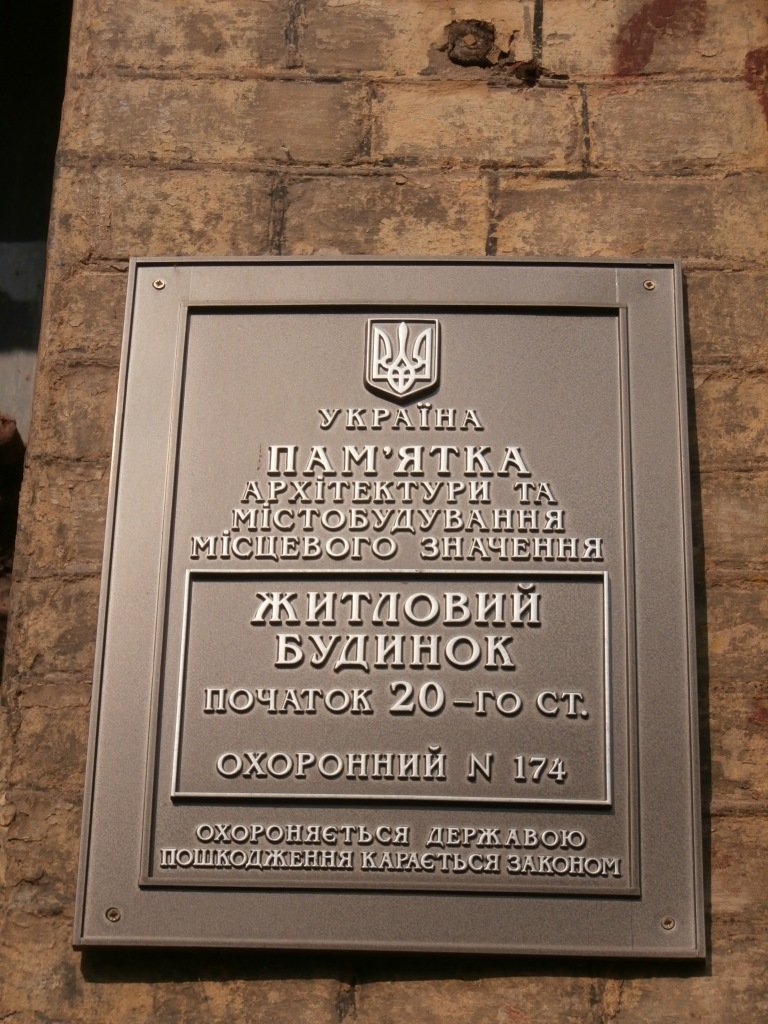 УКРАЇНА
ПАМ'ЯТКА
АРХІТЕКТУРИ ТА
МІСТОБУДУВАННЯ
МІСЦЕВОГО ЗНАЧЕННЯ
ЖИТЛОВИЙ
БУДИНОК
ПОЧАТОК 20-ГО СТ.
ОХОРОННИЙ N 174
ОХОРОНЯЄТЬСЯ ДЕРЖАВОЮ
ПОШКОДЖЕННЯ КАРАЄТЬСЯ ЗАКОНОМ